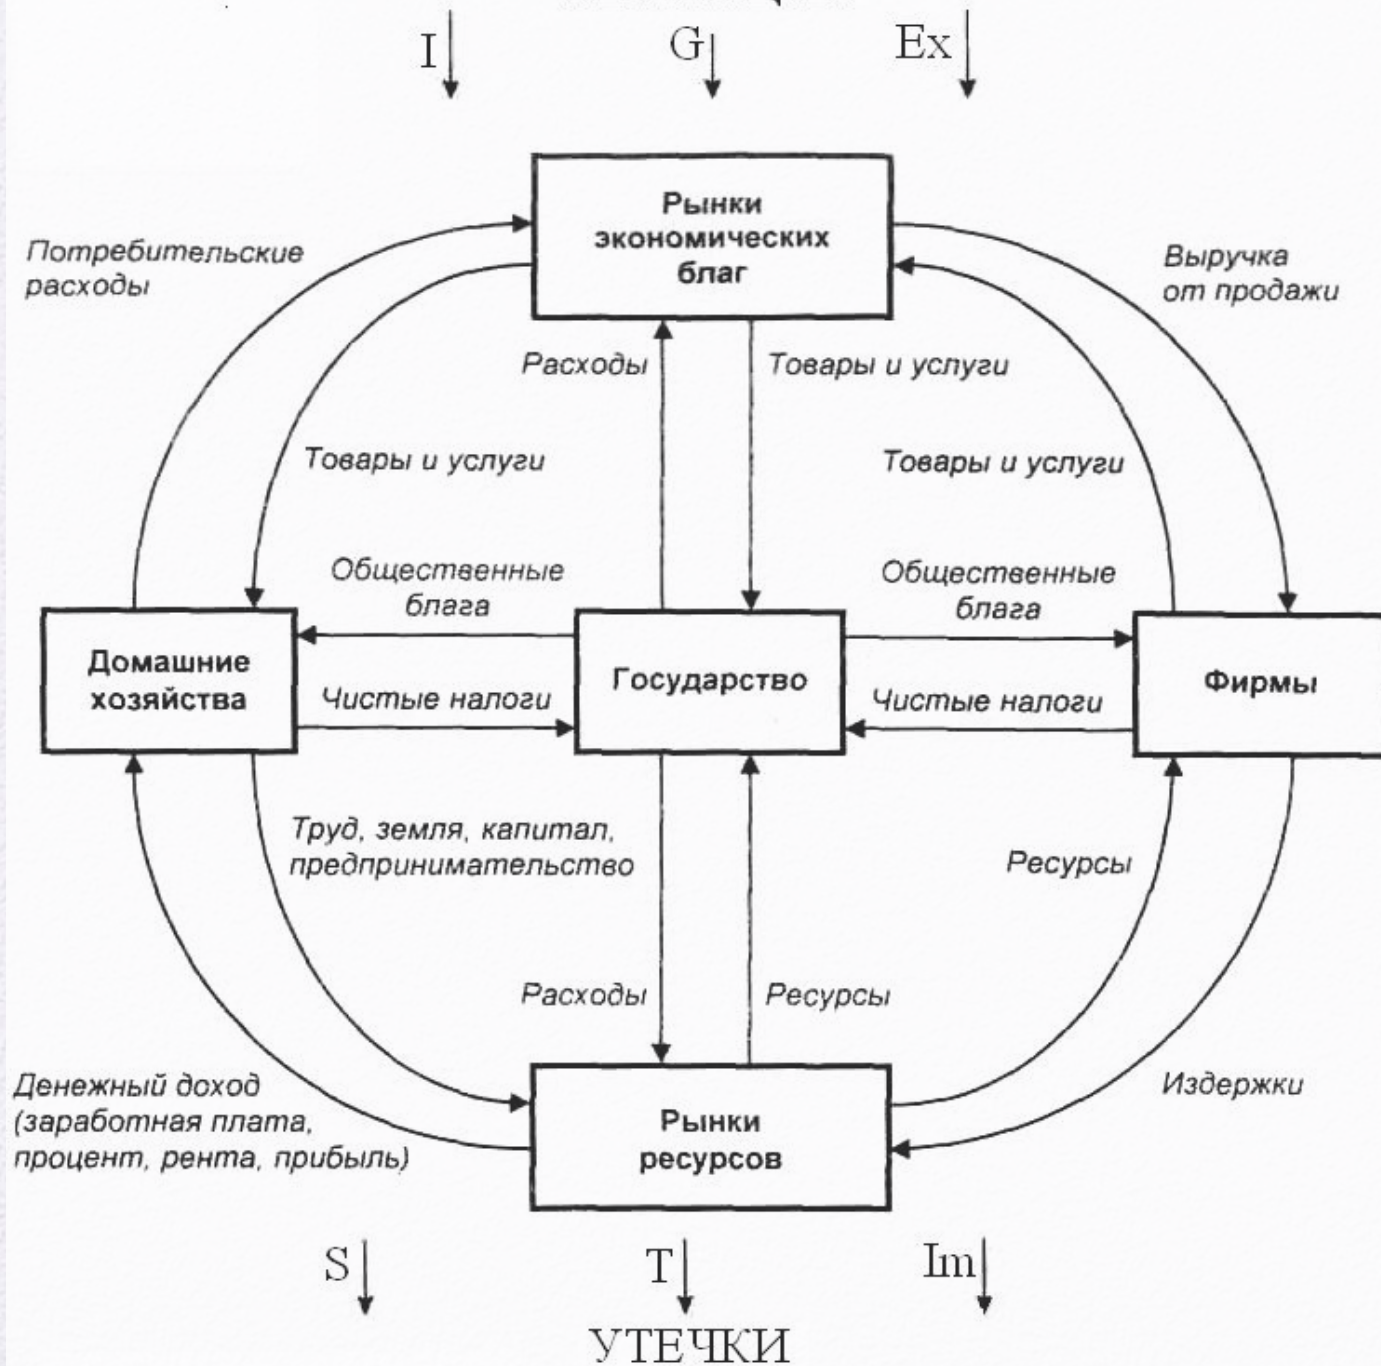 I
G
Ex
Рынки
экономических
благ
Потребительские
расходы
Выручка
от продажи
Расходы
Товары и услуги
Товары и услуги
Товары и услуги
Общественные
блага
Общественные
блага
Домашние
хозяйства
Государство
Фирмы
Чистые налоги
Чистые налоги
Труд, земля, капитал,
предпринимательство
Ресурсы
Расходы
Ресурсы
Денежный доход
(заработная плата,
процент, рента, прибыль)
Рынки
ресурсов
Издержки
S
T
Im
УТЕЧКИ